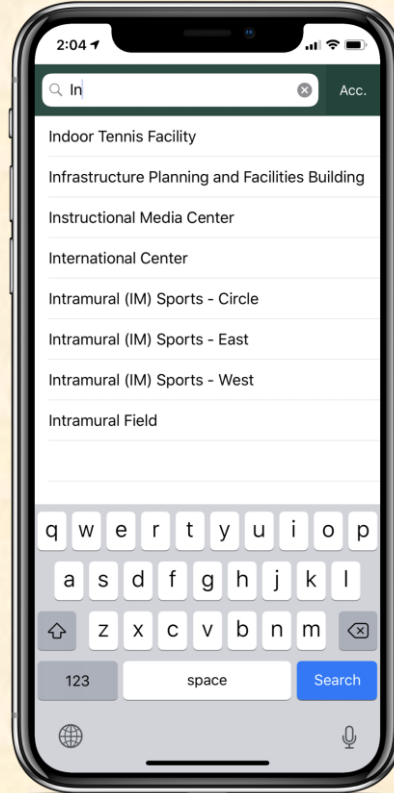 2:04
In
Acc.
Indoor Tennis Facility
Infrastructure Planning and Facilities Building
Instructional Media Center
International Center
Intramural (IM) Sports - Circle
Intramural (IM) Sports - East
Intramural (IM) Sports - West
Intramural Field
q w e r t y u i o p
a s d f g h j k l
z x c v b n m
123 space Search